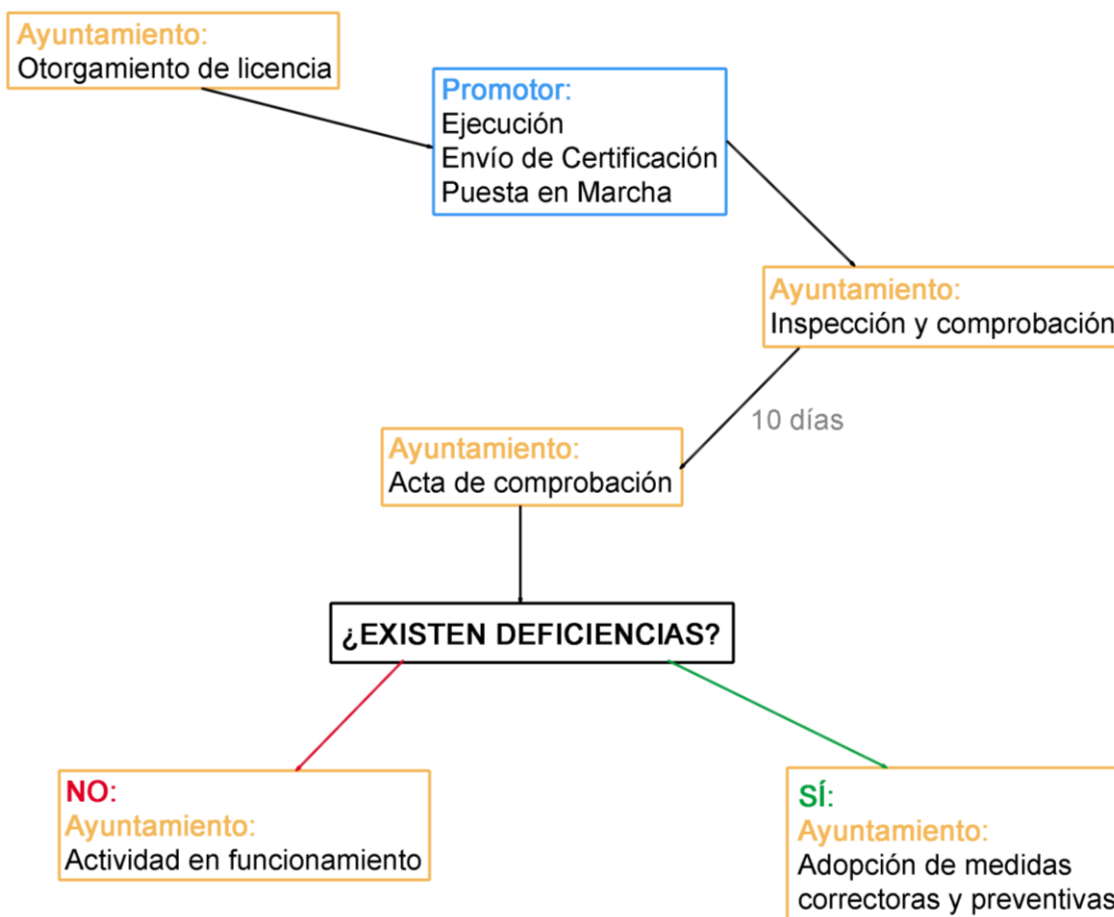 Ayuntamiento:
Otorgamiento de licencia
Promotor:
Ejecución
Envío de Certificación
Puesta en Marcha
Ayuntamiento:
Inspección y comprobación
10 días
Ayuntamiento:
Acta de comprobación
¿EXISTEN DEFICIENCIAS?
NO:
Ayuntamiento:
Actividad en funcionamiento
SÍ:
Ayuntamiento:
Adopción de medidas
correctoras y preventivas